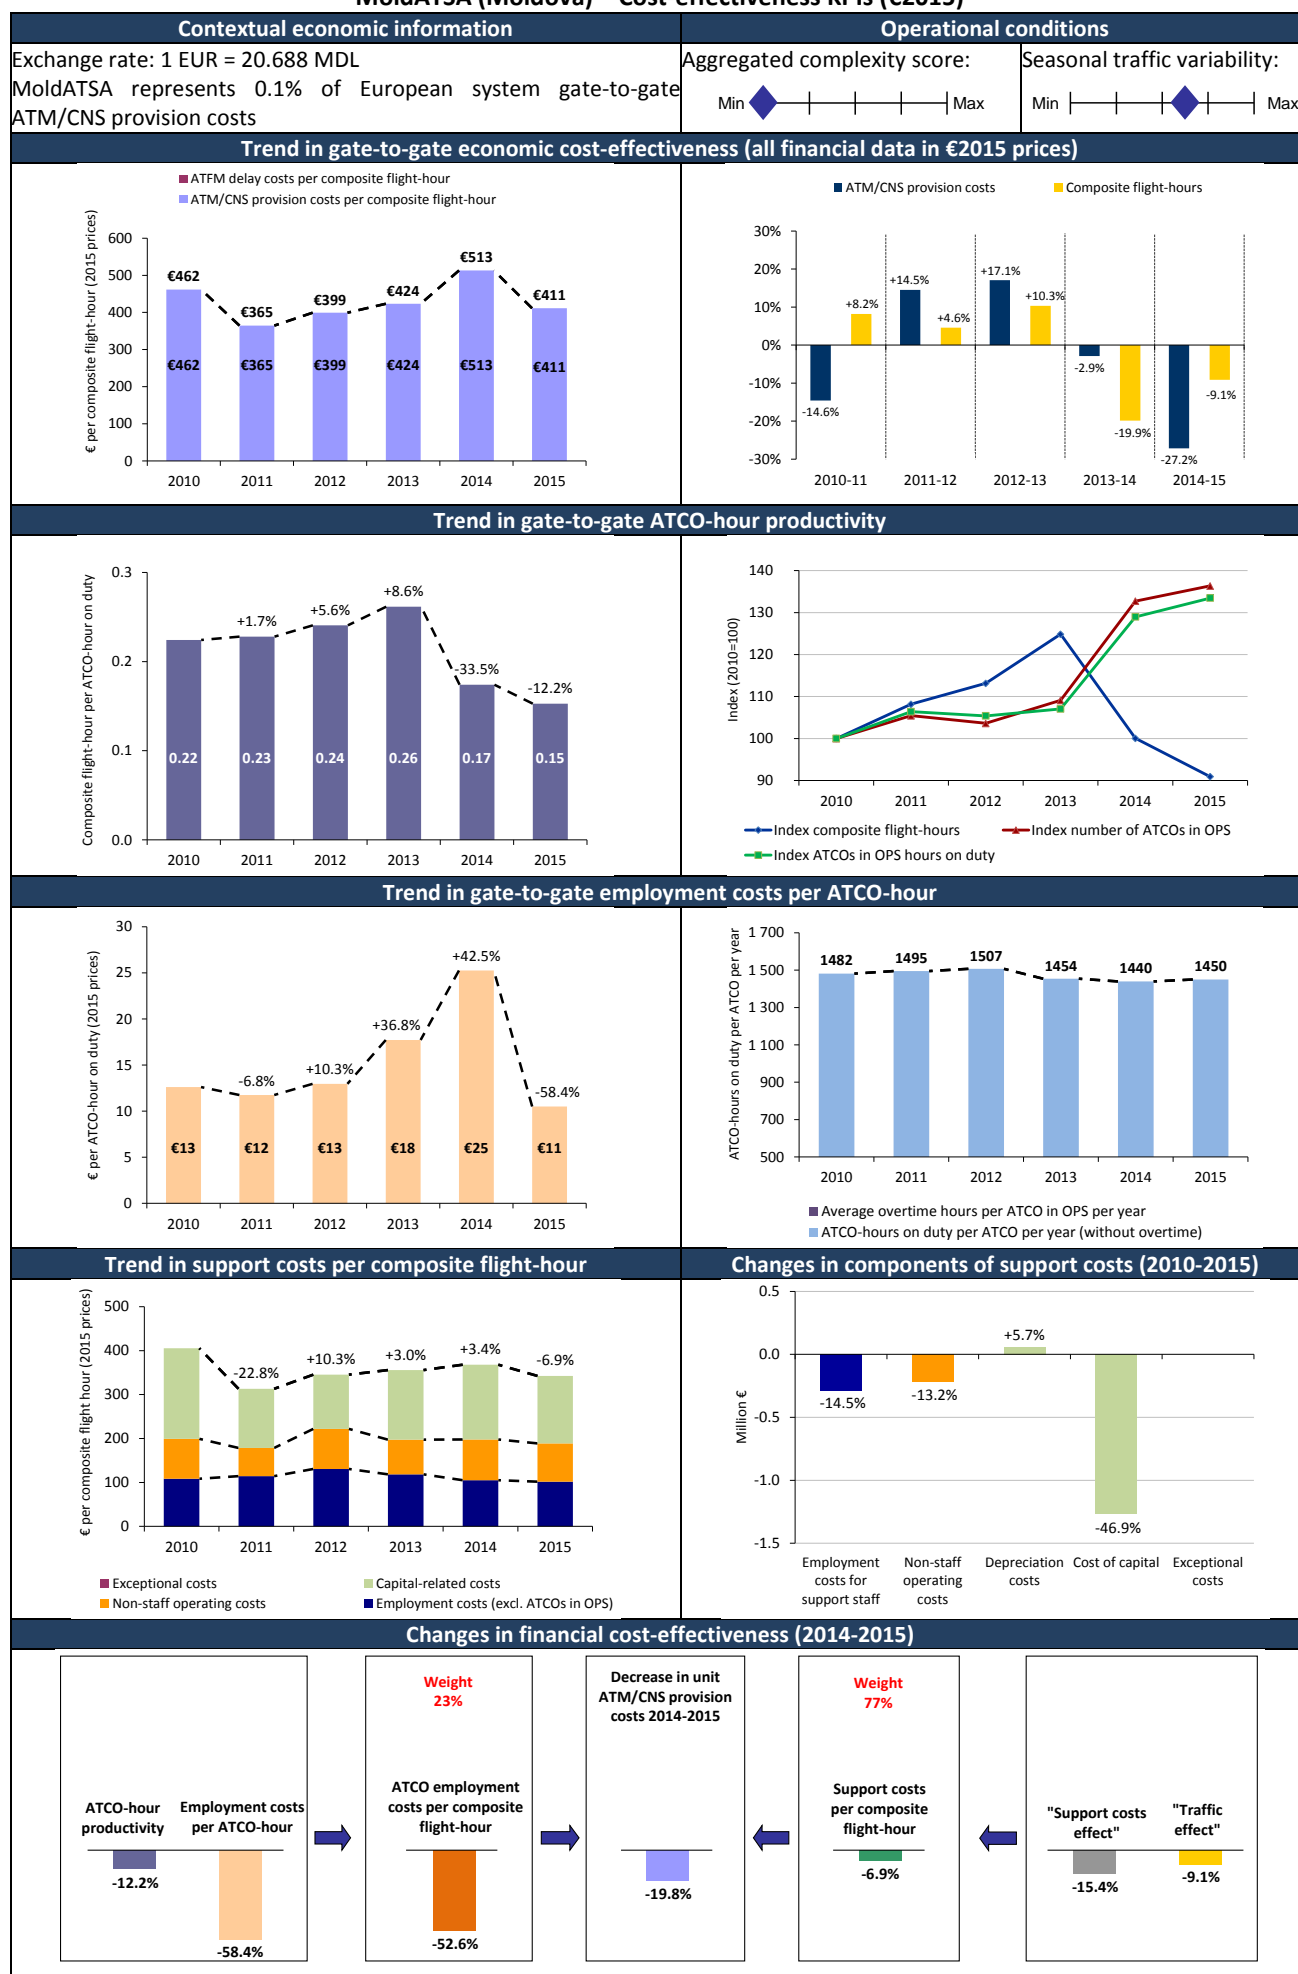 MoldATSA (Moldova) – Cost-effectiveness KPIs (€2015)
Contextual economic information
Operational conditions
Exchange rate: 1 EUR = 20.688 MDL
MoldATSA represents 0.1% of European system gate-to-gate
ATM/CNS provision costs
Aggregated complexity score:
Min
Max
Seasonal traffic variability:
Min
Max
Trend in gate-to-gate economic cost-effectiveness (all financial data in €2015 prices)
ATFM delay costs per composite flight-hour
ATM/CNS provision costs per composite flight-hour
€ per composite flight-hour (2015 prices)
600
500
400
300
200
100
0
€462
€365
€399
€424
€513
€411
€462
€365
€399
€424
€513
€411
2010 2011 2012 2013 2014 2015
ATM/CNS provision costs
Composite flight-hours
30%
20%
10%
0%
-10%
-20%
-30%
-14.6%
+8.2%
+14.5%
+4.6%
+17.1%
+10.3%
-2.9%
-19.9%
-27.2%
-9.1%
2010-11 2011-12 2012-13 2013-14 2014-15
Trend in gate-to-gate ATCO-hour productivity
Composite flight-hour per ATCO-hour on duty
0.3
0.2
0.1
0.0
+1.7%
+5.6%
+8.6%
-33.5%
-12.2%
0.22
0.23
0.24
0.26
0.17
0.15
2010 2011 2012 2013 2014 2015
Index (2010=100)
140
130
120
110
100
90
2010 2011 2012 2013 2014 2015
Index composite flight-hours
Index number of ATCOs in OPS
Index ATCOs in OPS hours on duty
Trend in gate-to-gate employment costs per ATCO-hour
€ per ATCO-hour on duty (2015 prices)
30
25
20
15
10
5
0
-6.8%
+10.3%
+36.8%
+42.5%
-58.4%
€13
€12
€13
€18
€25
€11
2010 2011 2012 2013 2014 2015
ATCO-hours on duty per ATCO per year
1 700
1 500
1 300
1 100
900
700
500
1482
1495
1507
1454
1440
1450
2010 2011 2012 2013 2014 2015
Average overtime hours per ATCO in OPS per year
ATCO-hours on duty per ATCO per year (without overtime)
Trend in support costs per composite flight-hour
Changes in components of support costs (2010-2015)
€ per composite flight hour (2015 prices)
500
400
300
200
100
0
-22.8%
+10.3%
+3.0%
+3.4%
-6.9%
2010 2011 2012 2013 2014 2015
Exceptional costs
Capital-related costs
Non-staff operating costs
Employment costs (excl. ATCOs in OPS)
Million €
0.5
0.0
-0.5
-1.0
-1.5
-14.5%
-13.2%
+5.7%
-46.9%
Employment
costs for
support staff
Non-staff
operating
costs
Depreciation
costs
Cost of capital
Exceptional
costs
Changes in financial cost-effectiveness (2014-2015)
ATCO-hour
productivity
-12.2%
Employment costs
per ATCO-hour
-58.4%
Weight
23%
ATCO employment
costs per composite
flight-hour
-52.6%
Decrease in unit
ATM/CNS provision
costs 2014-2015
-19.8%
Weight
77%
Support costs
per composite
flight-hour
-6.9%
"Support costs
effect"
-15.4%
"Traffic
effect"
-9.1%